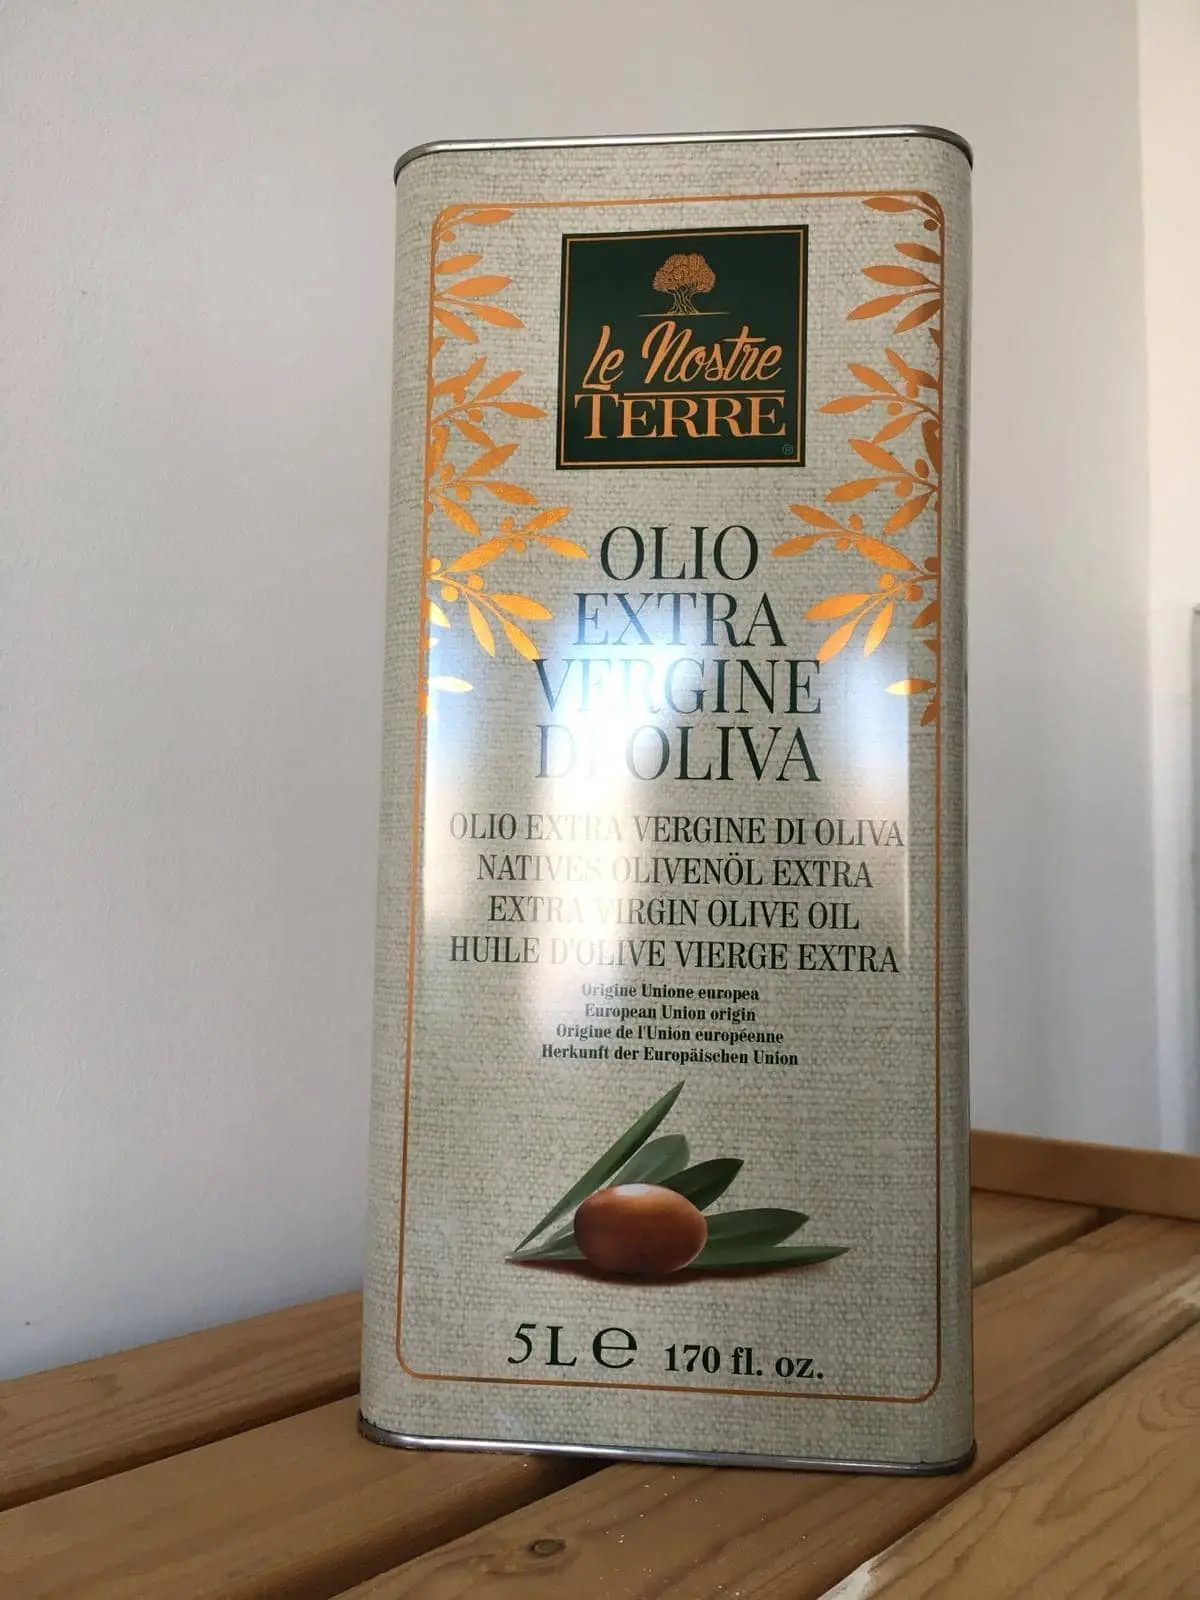 Le Nostre
TERRE
®
OLIO
EXTRA
VERGINE
DI OLIVA
OLIO EXTRA VERGINE DI OLIVA
NATIVES OLIVENÖL EXTRA
EXTRA VIRGIN OLIVE OIL
HUILE D'OLIVE VIERGE EXTRA
Origine Unione europea
European Union origin
Origine de l'Union européenne
Herkunft der Europäischen Union
5 L ℮ 170 fl. oz.